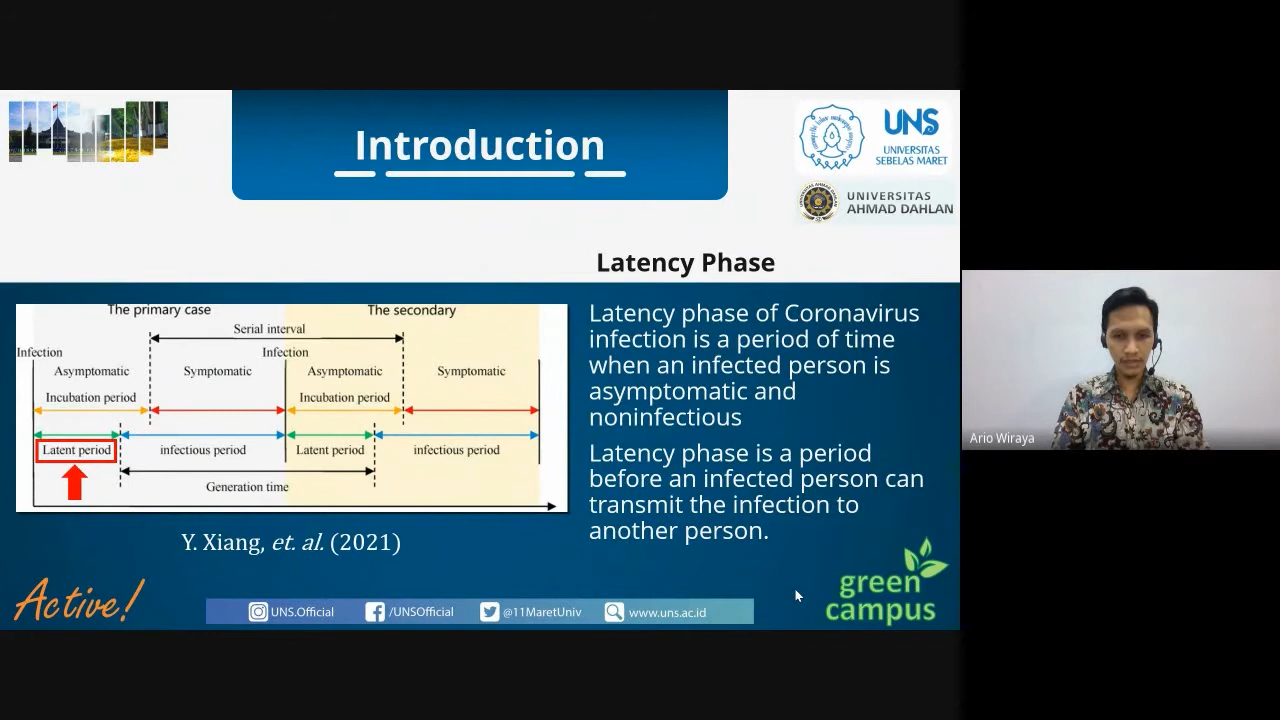 Introduction
UNS
UNIVERSITAS
SEBELAS MARET
UNIVERSITAS
AHMAD DAHLAN
Latency Phase
The primary case
The secondary
Serial interval
Infection
Infection
Asymptomatic
Symptomatic
Asymptomatic
Symptomatic
Incubation period
Incubation period
Latent period
infectious period
Latent period
infectious period
Generation time
Y. Xiang, et. al. (2021)
Latency phase of Coronavirus
infection is a period of time
when an infected person is
asymptomatic and
noninfectious
Latency phase is a period
before an infected person can
transmit the infection to
another person.
Active!
UNS.Official
/UNSOfficial
@11MaretUniv
www.uns.ac.id
green
campus
Ario Wiraya